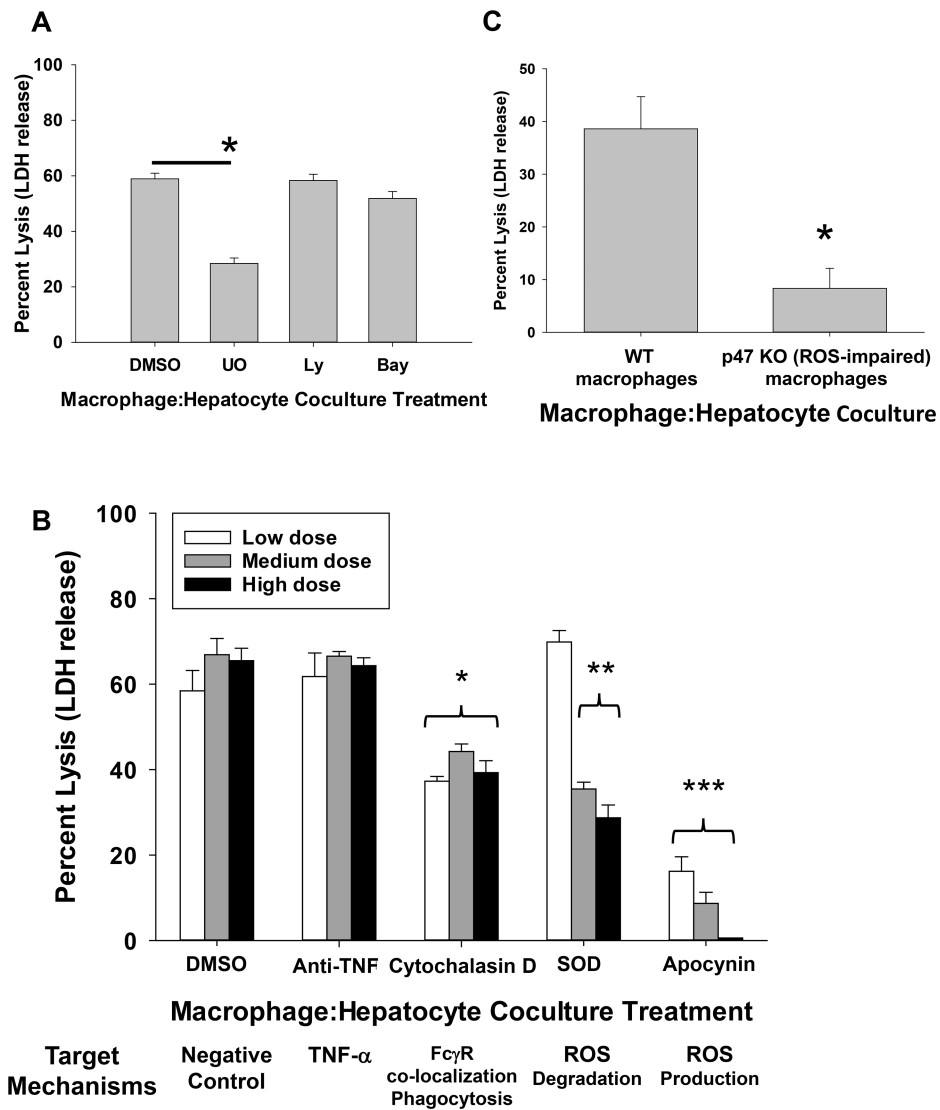 A
Percent Lysis (LDH release)
100
80
60
40
20
0
*
DMSO UO Ly Bay
Macrophage:Hepatocyte Coculture Treatment
C
Percent Lysis (LDH release)
50
40
30
20
10
0
*
WT
macrophages
p47 KO (ROS-impaired)
macrophages
Macrophage:Hepatocyte Coculture
B
Percent Lysis (LDH release)
100
80
60
40
20
0
Low dose
Medium dose
High dose
*
**
***
DMSO Anti-TNF Cytochalasin D SOD Apocynin
Macrophage:Hepatocyte Coculture Treatment
Target
Mechanisms
Negative
Control
TNF-α
FcγR
co-localization
Phagocytosis
ROS
Degradation
ROS
Production